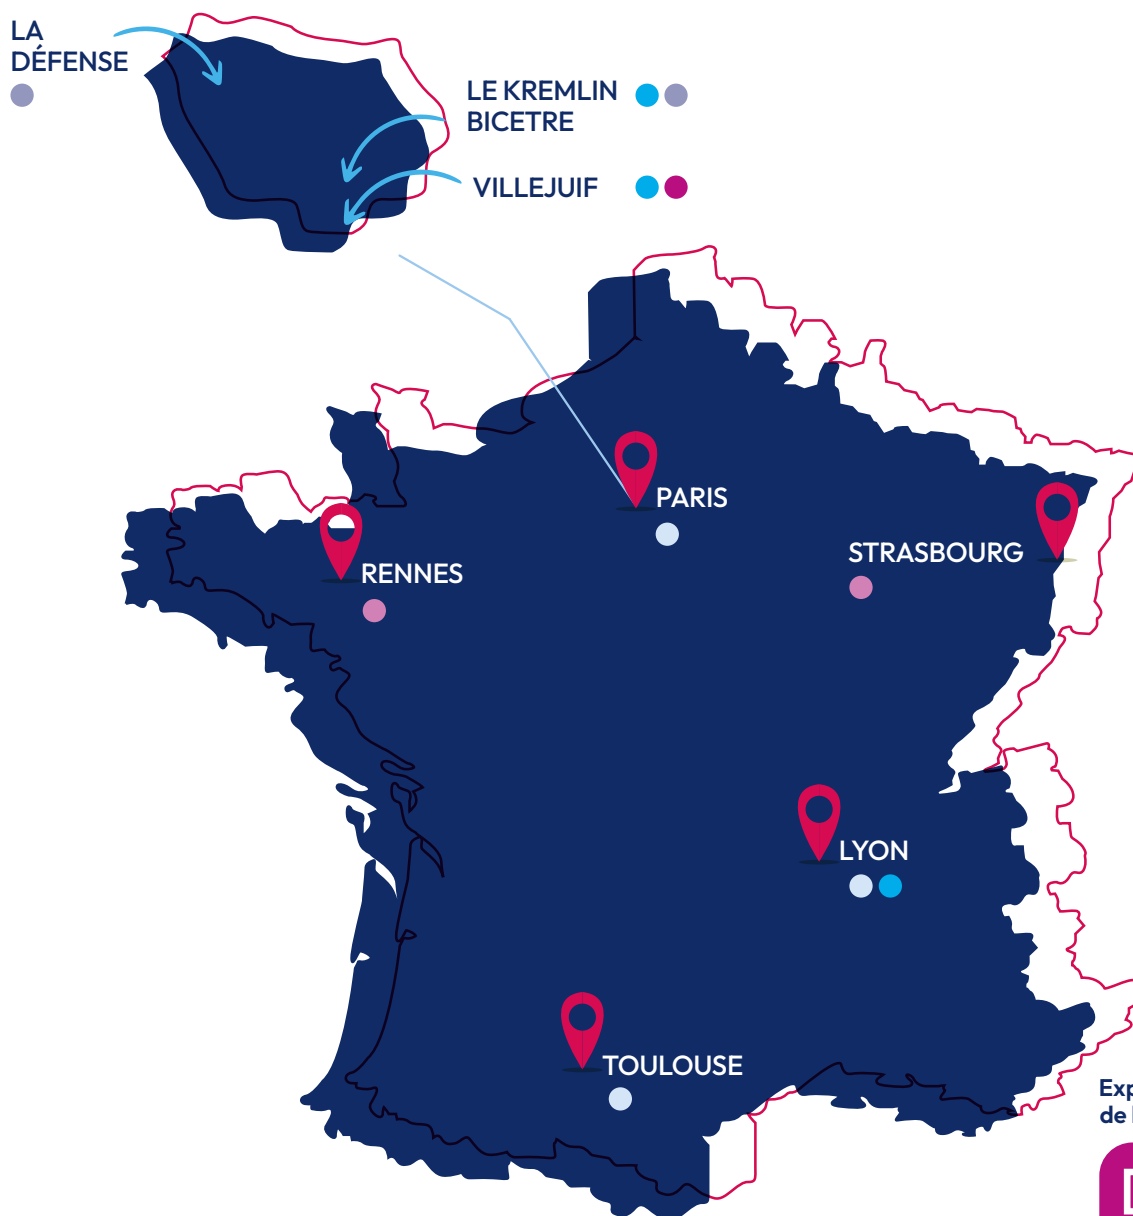 LA
DÉFENSE
LE KREMLIN
BICETRE
VILLEJUIF
PARIS
STRASBOURG
RENNES
LYON
TOULOUSE